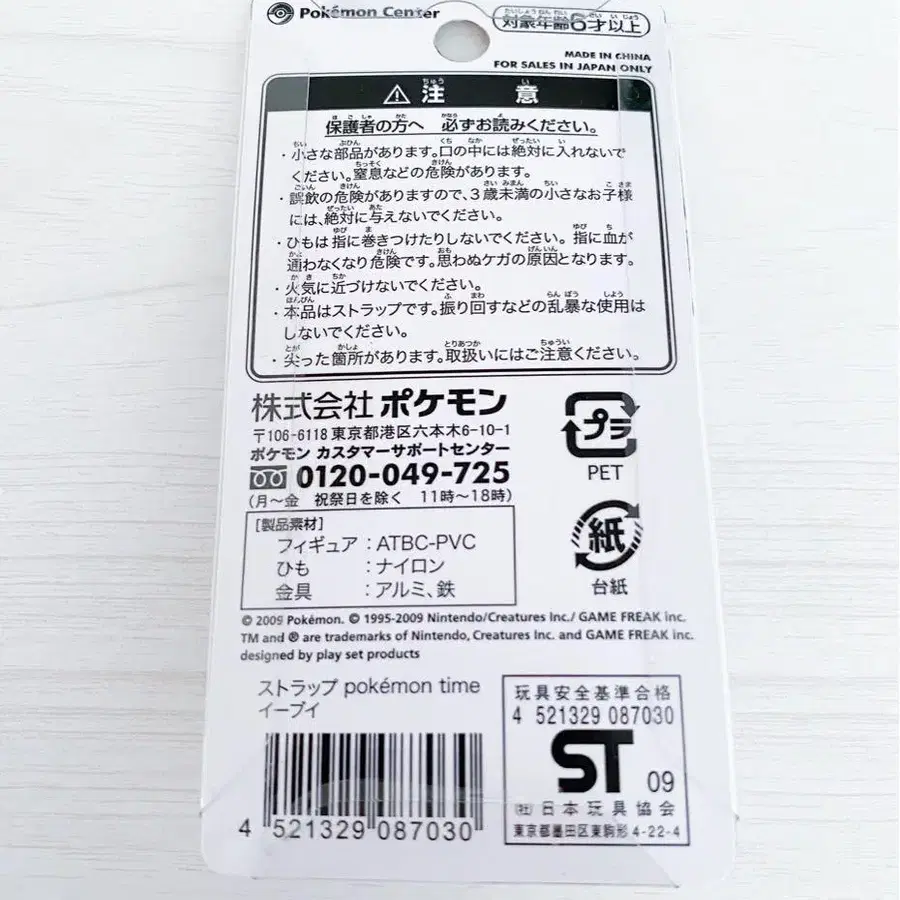 Pokémon Center
対象年齢6才以上
MADE IN CHINA
FOR SALES IN JAPAN ONLY
⚠注意
保護者の方へ 必ずお読みください。
・小さな部品があります。口の中には絶対に入れないで
ください。窒息などの危険があります。
・誤飲の危険がありますので、3歳未満の小さなお子様
には、絶対に与えないでください。
・ひもは指に巻きつけたりしないでください。指に血が
通わなくなり危険です。思わぬケガの原因となります。
・火気に近づけないでください。
・本品はストラップです。振り回すなどの乱暴な使用は
しないでください。
・尖った箇所があります。取扱いにはご注意ください。
株式会社 ポケモン
〒106-6118 東京都港区六本木6-10-1
ポケモン カスタマーサポートセンター
0120-049-725
(月〜金 祝祭日を除く 11時〜18時)
プラ
PET
紙
台紙
[製品素材]
フィギュア:ATBC-PVC
ひも:ナイロン
金具:アルミ、鉄
© 2009 Pokémon. © 1995-2009 Nintendo/Creatures Inc./ GAME FREAK inc.
TM and ® are trademarks of Nintendo, Creatures Inc. and GAME FREAK inc.
designed by play set products
ストラップ pokémon time
イーブイ
4 521329 087030
玩具安全基準合格
4 521329 087030
ST 09
(社)日本玩具協会
東京都墨田区東駒形4-22-4